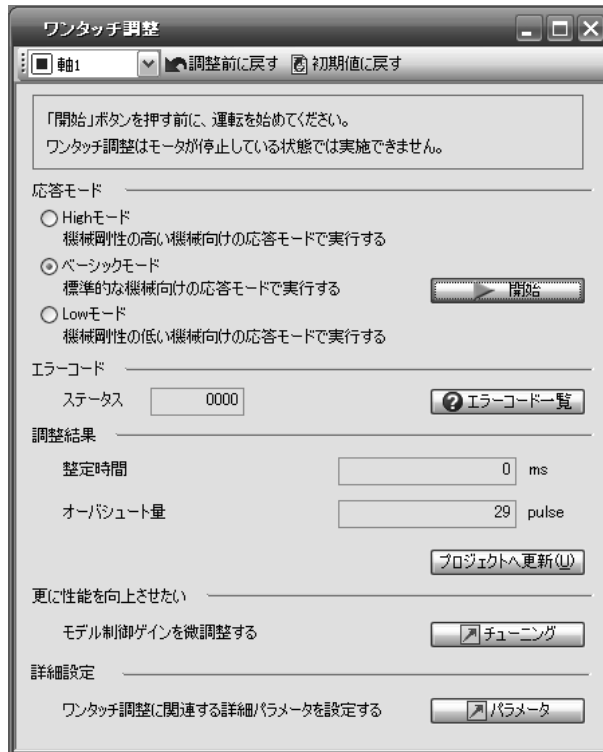 ワンタッチ調整
軸1 調整前に戻す 初期値に戻す
「開始」ボタンを押す前に、運転を始めてください。
ワンタッチ調整はモータが停止している状態では実施できません。
応答モード
Highモード
機械剛性の高い機械向けの応答モードで実行する
ベーシックモード
標準的な機械向けの応答モードで実行する
開始
Lowモード
機械剛性の低い機械向けの応答モードで実行する
エラーコード
ステータス 0000 エラーコード一覧
調整結果
整定時間 0 ms
オーバシュート量 29 pulse
プロジェクトへ更新(U)
更に性能を向上させたい
モデル制御ゲインを微調整する チューニング
詳細設定
ワンタッチ調整に関連する詳細パラメータを設定する パラメータ